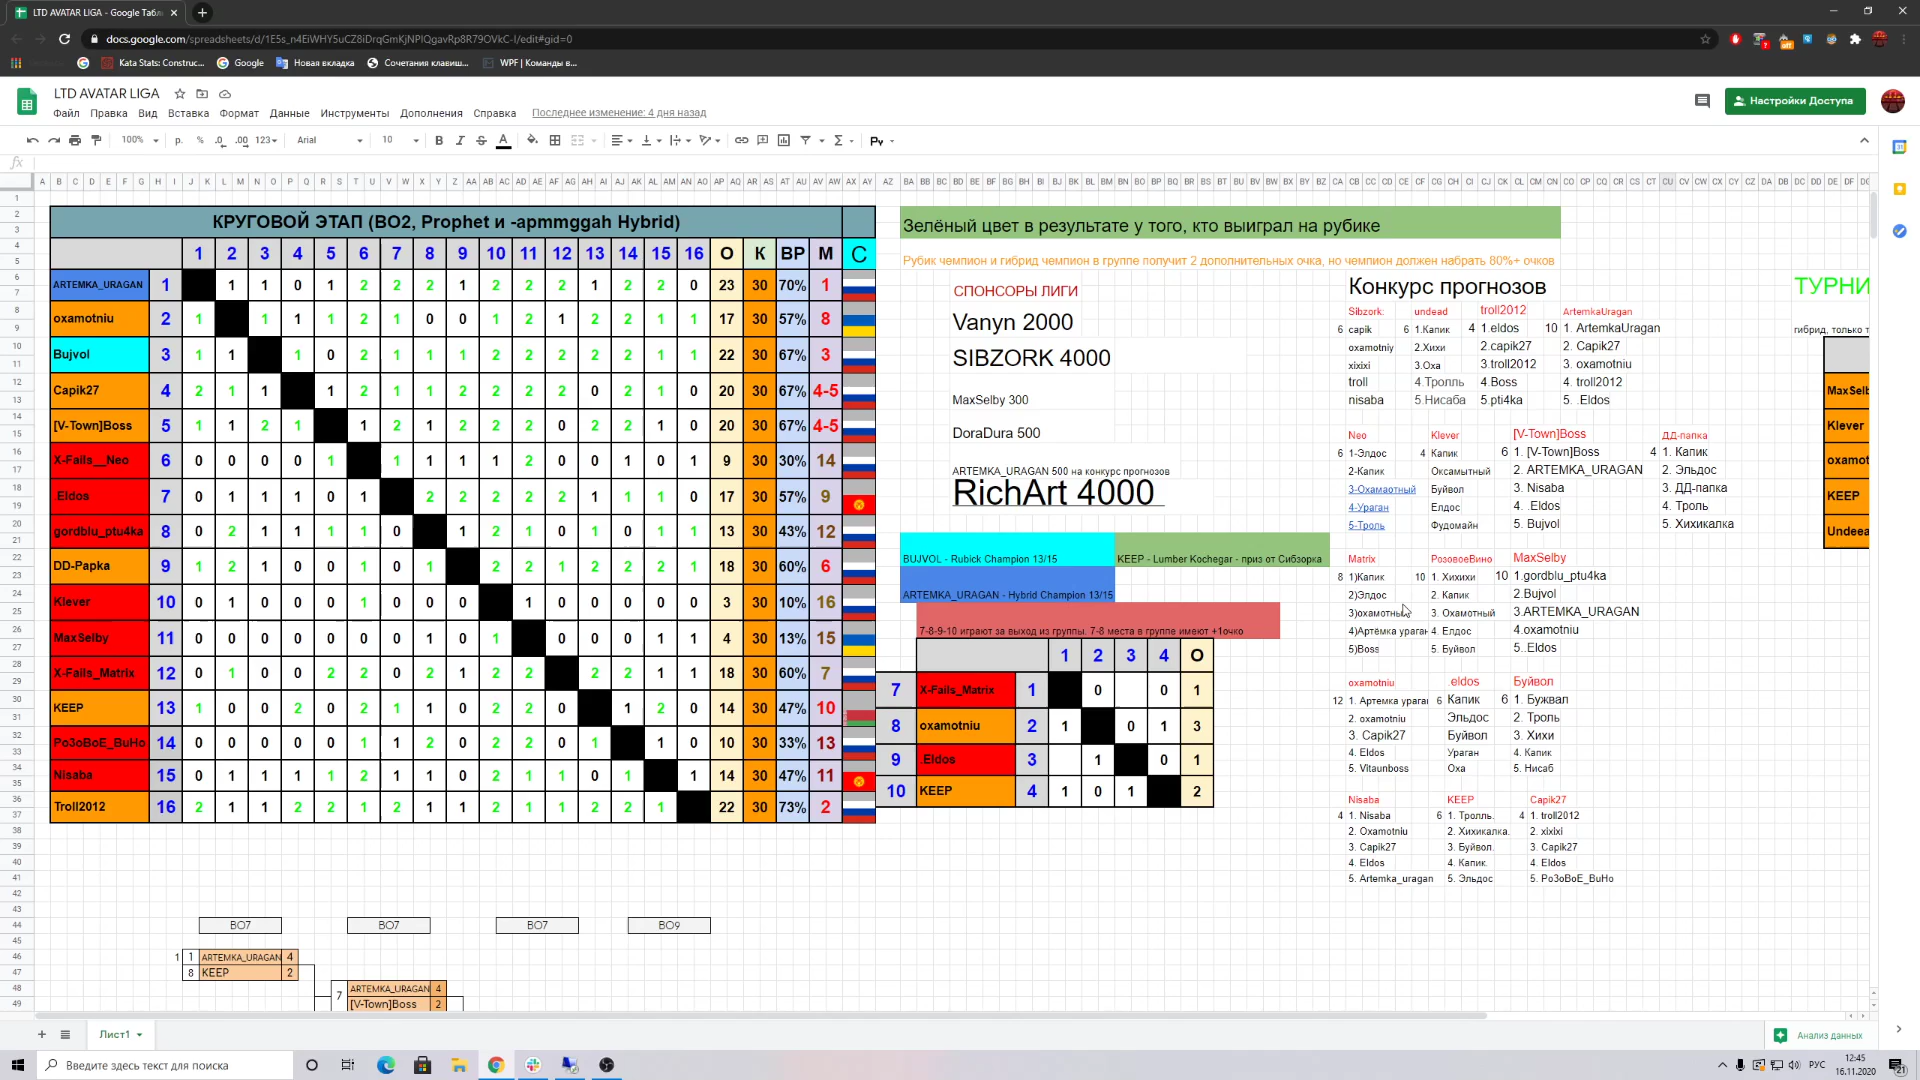 LTD AVATAR LIGA - Google Табл
docs.google.com/spreadsheets/d/1E5s_n4EiWHY5uCZ8iDrqGmKjNPIQgavRp8R79OVkC-I/edit#gid=0
Kata Stats: Construc... Google Новая вкладка Сочетания клавиш... WPF | Команды в...
LTD AVATAR LIGA
Файл Правка Вид Вставка Формат Данные Инструменты Дополнения Справка Последнее изменение: 4 дня назад
Настройки Доступа
100% р. % .0 .00 123 Arial 10
КРУГОВОЙ ЭТАП (BO2, Prophet и -apmmggah Hybrid)
1 2 3 4 5 6 7 8 9 10 11 12 13 14 15 16 О К ВР М С
ARTEMKA_URAGAN 1 1 1 0 1 2 2 2 1 2 2 2 1 2 2 0 23 30 70% 1
oxamotniu 2 1 1 1 1 2 1 0 0 1 2 1 2 2 1 1 17 30 57% 8
Bujvol 3 1 1 1 0 2 1 1 1 2 2 2 2 2 1 1 22 30 67% 3
Capik27 4 2 1 1 1 2 1 1 2 2 2 2 0 2 1 0 20 30 67% 4-5
[V-Town]Boss 5 1 1 2 1 1 2 1 2 2 2 0 2 2 1 0 20 30 67% 4-5
X-Fails__Neo 6 0 0 0 0 1 1 1 1 1 2 0 0 1 0 1 9 30 30% 14
.Eldos 7 0 1 1 1 0 1 2 2 2 2 2 1 1 1 0 17 30 57% 9
gordblu_ptu4ka 8 0 2 1 1 1 1 0 1 2 1 0 1 0 1 1 13 30 43% 12
DD-Papka 9 1 2 1 0 0 1 0 1 2 2 1 2 2 2 1 18 30 60% 6
Klever 10 0 1 0 0 0 1 0 0 0 1 0 0 0 0 0 3 30 10% 16
MaxSelby 11 0 0 0 0 0 0 0 1 0 1 0 0 1 1 0 4 30 13% 15
X-Fails_Matrix 12 0 1 0 0 2 2 0 2 1 2 2 2 2 1 1 18 30 60% 7
KEEP 13 1 0 0 2 0 2 1 1 0 2 2 0 1 2 0 14 30 47% 10
Po3oBoE_BuHo 14 0 0 0 0 0 1 1 2 0 2 2 0 1 1 0 10 30 33% 13
Nisaba 15 0 1 1 1 1 2 1 1 0 2 1 1 0 1 1 14 30 47% 11
Troll2012 16 2 1 1 2 2 1 2 1 1 2 1 1 2 2 1 22 30 73% 2
Зелёный цвет в результате у того, кто выиграл на рубике
Рубик чемпион и гибрид чемпион в группе получит 2 дополнительных очка, но чемпион должен набрать 80%+ очков
СПОНСОРЫ ЛИГИ
Vanyn 2000
SIBZORK 4000
MaxSelby 300
DoraDura 500
ARTEMKA_URAGAN 500 на конкурс прогнозов
RichArt 4000
BUJVOL - Rubick Champion 13/15 KEEP - Lumber Kochegar - приз от Сибзорка
ARTEMKA_URAGAN - Hybrid Champion 13/15
7-8-9-10 играют за выход из группы. 7-8 места в группе имеют +1очко
1 2 3 4 О
7 X-Fails_Matrix 1 0 0 1
8 oxamotniu 2 1 0 1 3
9 .Eldos 3 1 0 1
10 KEEP 4 1 0 1 2
Конкурс прогнозов
Sibzork: undead troll2012 ArtemkaUragan
6 capik 6 1.Капик 4 1.eldos 10 1. ArtemkaUragan
oxamotniy 2.Хихи 2.capik27 2. Capik27
xixixi 3.Оха 3.troll2012 3. oxamotniu
troll 4.Тролль 4.Boss 4. troll2012
nisaba 5.Нисаба 5.pti4ka 5. .Eldos
Neo Klever [V-Town]Boss ДД-папка
6 1-Элдос 4 Капик 6 1. [V-Town]Boss 4 1. Капик
2-Капик Оксамытный 2. ARTEMKA_URAGAN 2. Эльдос
3-Охамаотный Буйвол 3. Nisaba 3. ДД-папка
4-Ураган Елдос 4. .Eldos 4. Троль
5-Троль Фудомайн 5. Bujvol 5. Хихикалка
Matrix РозовоеВино MaxSelby
8 1)Капик 10 1. Хихихи 10 1.gordblu_ptu4ka
2)Элдос 2. Капик 2.Bujvol
3)охамотный 3. Охамотный 3.ARTEMKA_URAGAN
4)Артёмка ураган 4. Елдос 4.oxamotniu
5)Boss 5. Буйвол 5..Eldos
oxamotniu .eldos Буйвол
12 1. Артемка ураган 6 Капик 6 1. Бужвал
2. oxamotniu Эльдос 2. Троль
3. Capik27 Буйвол 3. Хихи
4. Eldos Ураган 4. Капик
5. Vitaunboss Оха 5. Нисаб
Nisaba KEEP Capik27
4 1. Nisaba 6 1. Тролль. 4 1. troll2012
2. Oxamotniu 2. Хихикалка. 2. xixixi
3. Capik27 3. Буйвол. 3. Capik27
4. Eldos 4. Капик. 4. Eldos
5. Artemka_uragan 5. Эльдос 5. Po3oBoE_BuHo
ТУРНИ
гибрид, только т
MaxSelb
Klever
oxamot
KEEP
Undeea
BO7 BO7 BO7 BO9
1 1 ARTEMKA_URAGAN 4
8 KEEP 2
7 ARTEMKA_URAGAN 4
[V-Town]Boss 2
Лист1
Анализ данных
Введите здесь текст для поиска
РУС
12:45
16.11.2020
21